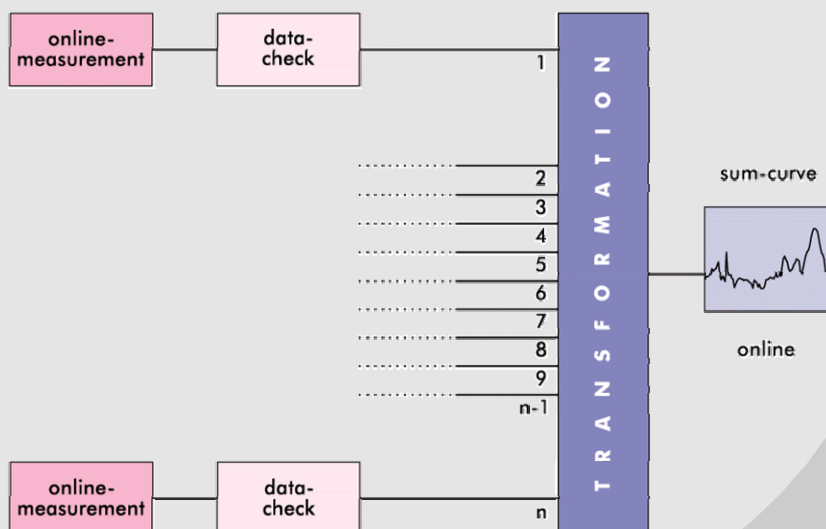 online-
measurement
data-
check
1
2
3
4
5
6
7
8
9
n-1
online-
measurement
data-
check
n
TRANSFORMATION
sum-curve
online